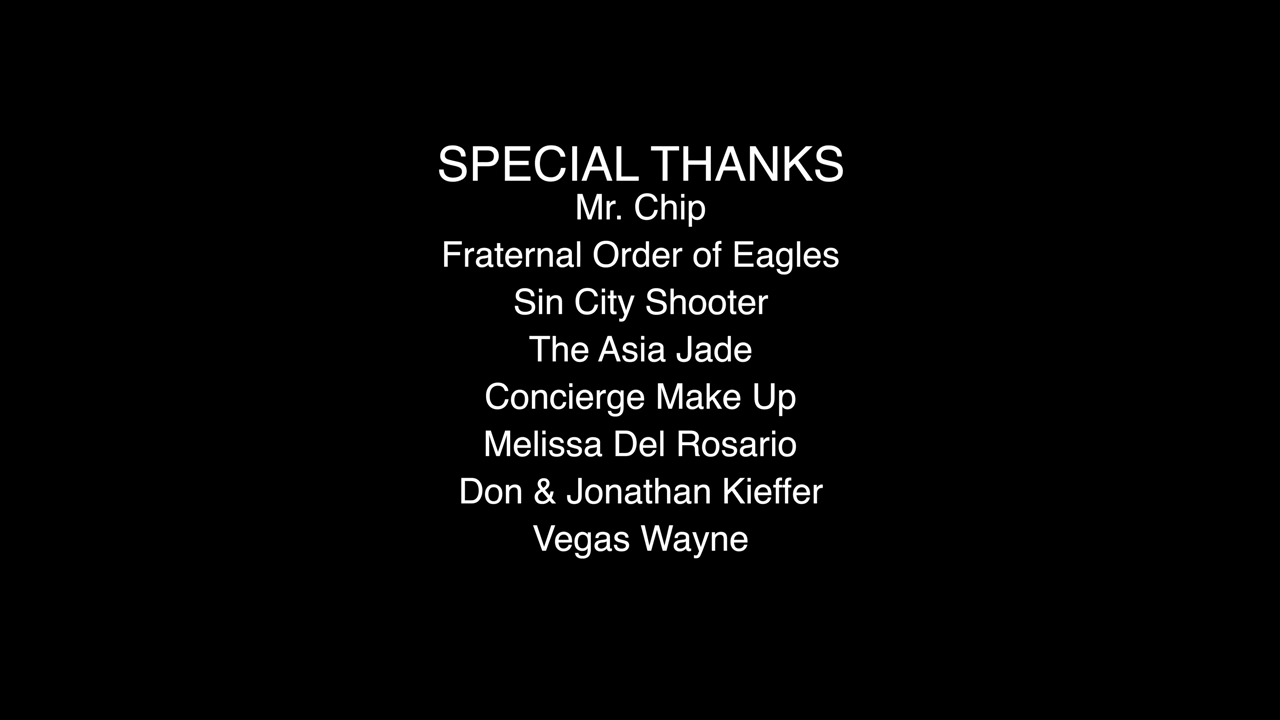 SPECIAL THANKS
Mr. Chip
Fraternal Order of Eagles
Sin City Shooter
The Asia Jade
Concierge Make Up
Melissa Del Rosario
Don & Jonathan Kieffer
Vegas Wayne